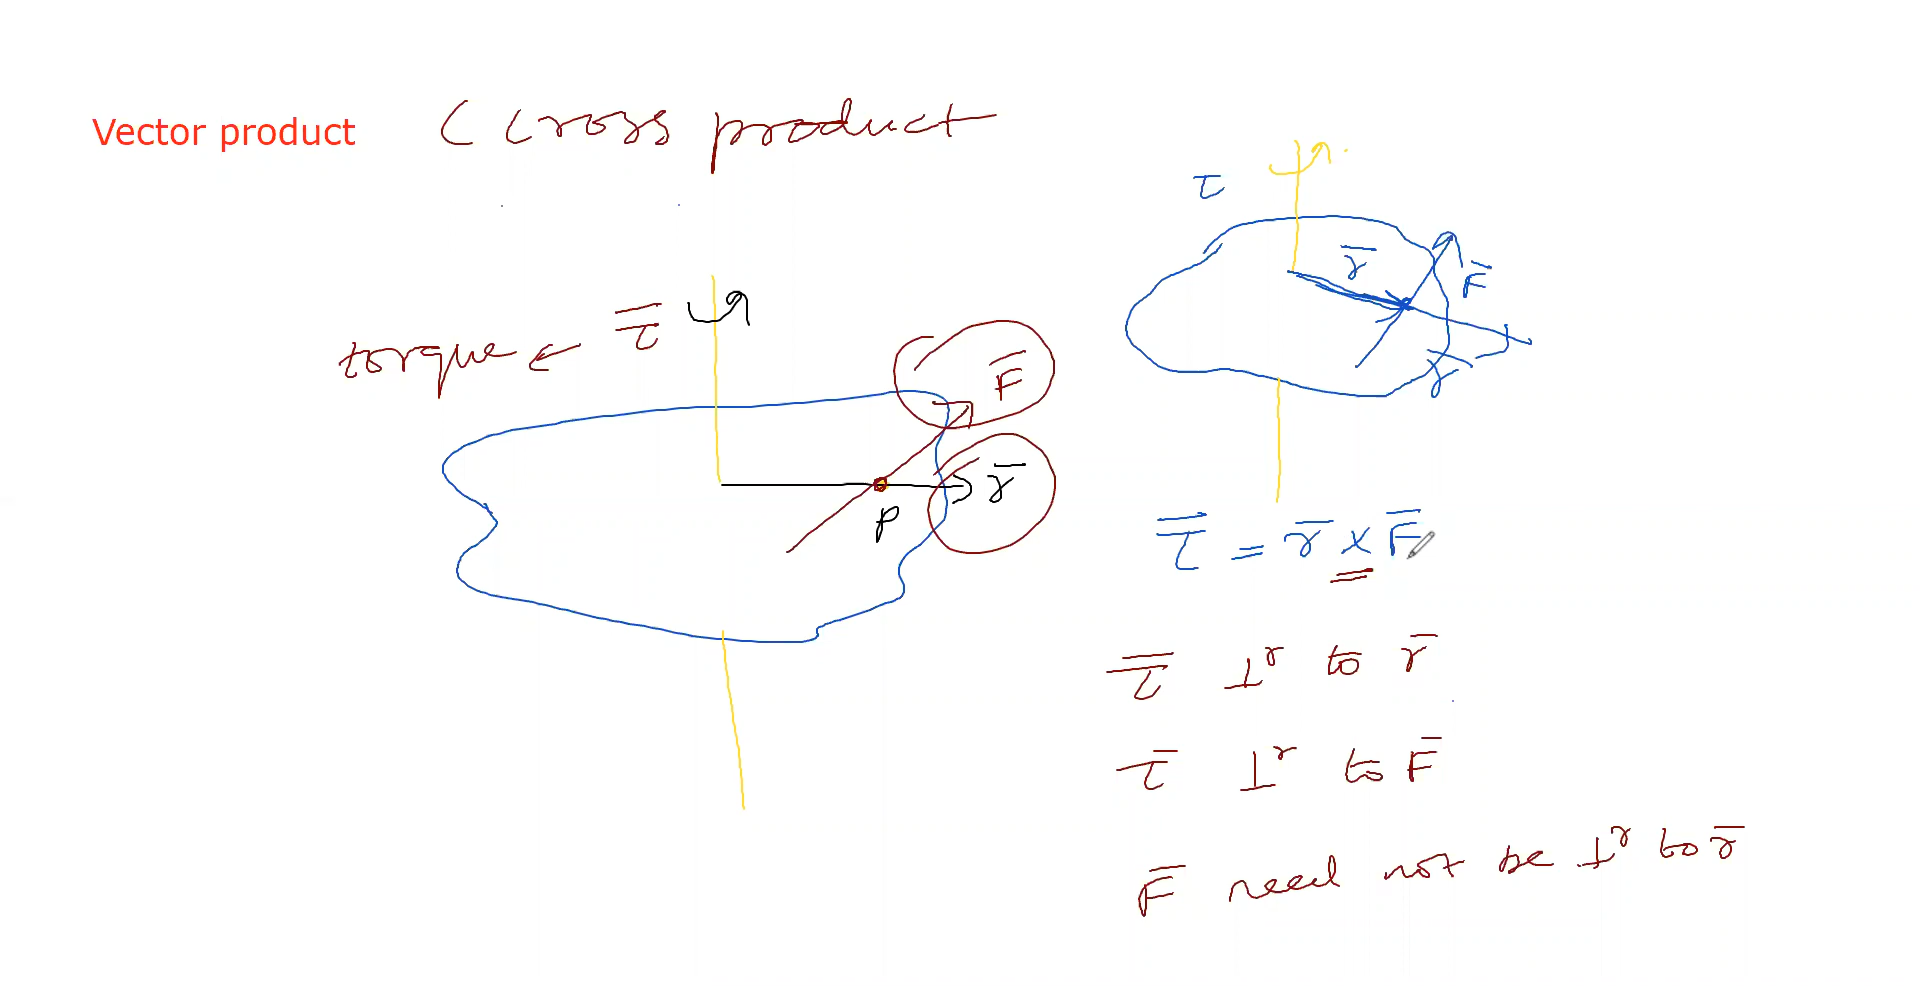 Vector product ( Cross product
τ
r̅
F̅
τ̅
torque ←
F̅
r̅
P
r̅
τ̅ = r̅ × F̅
τ̅ ⊥ʳ to r̅
τ̅ ⊥ʳ to F̅
F̅ need not be ⊥ʳ to r̅